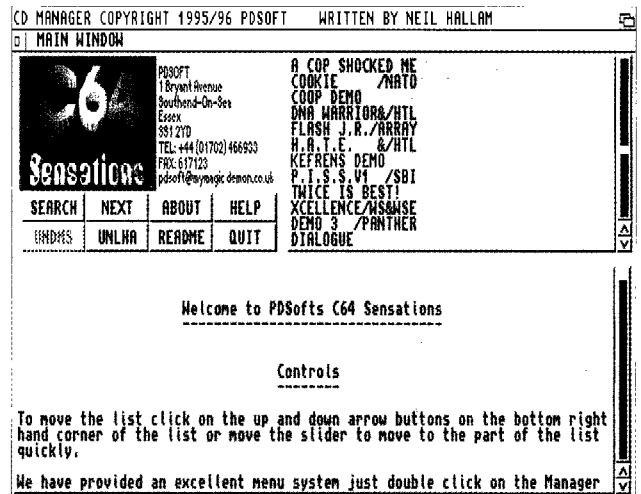 CD MANAGER COPYRIGHT 1995/96 PDSOFT WRITTEN BY NEIL HALLAM
MAIN WINDOW
C64
Sensations
PDSOFT
1 Bryant Avenue
Southend-On-Sea
Essex
SS1 2YD
TEL: +44 (01702) 466933
FAX: 617123
pdsoft@mymagic demon.co.uk
SEARCH NEXT ABOUT HELP
UNDMS UNLHA README QUIT
A COP SHOCKED ME
COOKIE /NATO
COOP DEMO
DNA WARRIOR&/HTL
FLASH J.R./ARRAY
H.A.T.E. &/HTL
KEFRENS DEMO
P.I.S.S.V1 /SBI
TWICE IS BEST!
XCELLENCE/WS&WSE
DEMO 3 /PANTHER
DIALOGUE
Welcome to PDSofts C64 Sensations
---------------------------------
Controls
--------
To move the list click on the up and down arrow buttons on the bottom right
hand corner of the list or move the slider to move to the part of the list
quickly.
We have provided an excellent menu system just double click on the Manager